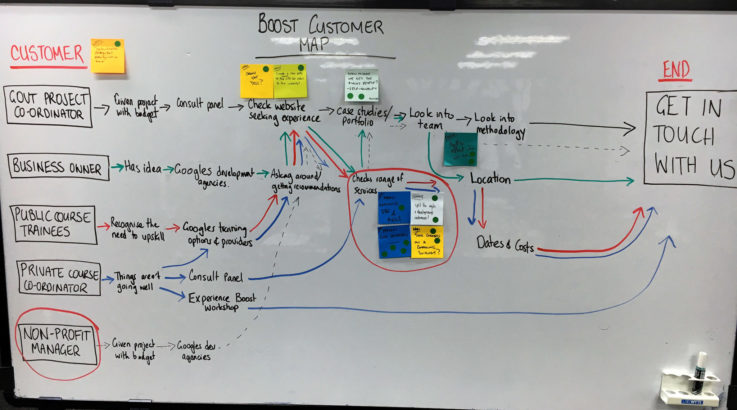 BOOST CUSTOMER
MAP
CUSTOMER
END
GOVT PROJECT
CO-ORDINATOR
Given project
with budget
Consult panel
Check website
seeking experience
Case studies/
portfolio
Look into
team
Look into
methodology
GET IN
TOUCH
WITH US
BUSINESS OWNER
Has idea
Googles development
agencies.
Asking around/
getting recommendations
Checks range of
services
Location
PUBLIC COURSE
TRAINEES
Recognise the
need to upskill
Googles training
options & providers
Dates & Costs
PRIVATE COURSE
CO-ORDINATOR
Things aren't
going well
Consult Panel
Experience Boost
workshop
NON-PROFIT
MANAGER
Given project
with budget
Googles dev
agencies